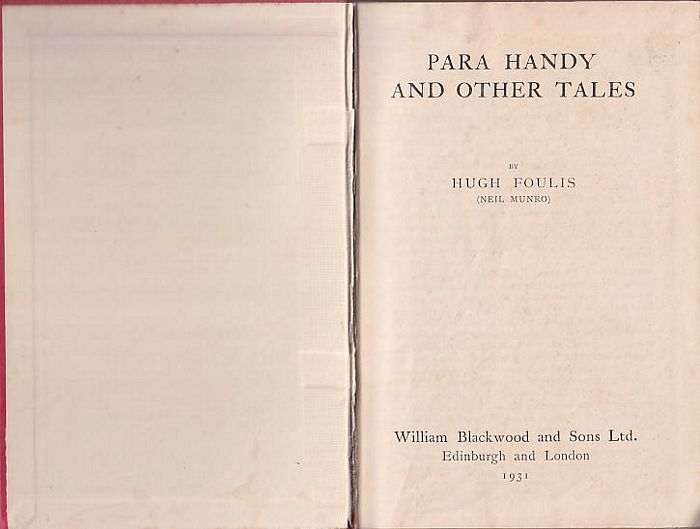 PARA HANDY
AND OTHER TALES
BY
HUGH FOULIS
(NEIL MUNRO)
William Blackwood and Sons Ltd.
Edinburgh and London
1931